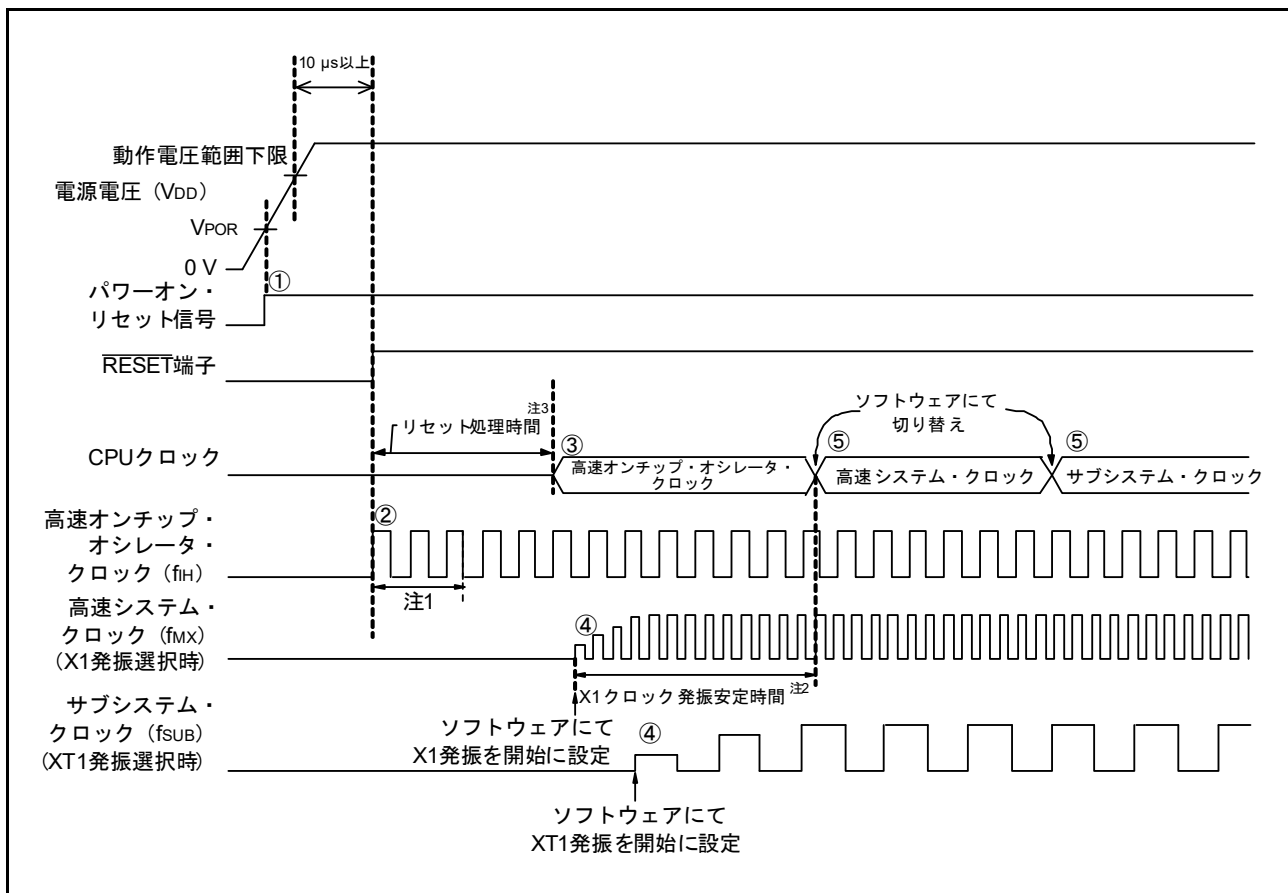 10 μs以上
動作電圧範囲下限
電源電圧（VDD）
VPOR
0 V
①
パワーオン・
リセット信号
RESET端子
リセット処理時間 注3
CPUクロック
③
高速オンチップ・オシレータ・
クロック
ソフトウェアにて
切り替え
⑤
高速システム・クロック
⑤
サブシステム・クロック
高速オンチップ・
オシレータ・
クロック（fIH）
②
注1
高速システム・
クロック（fMX）
（X1発振選択時）
④
X1クロック発振安定時間 注2
ソフトウェアにて
X1発振を開始に設定
サブシステム・
クロック（fSUB）
（XT1発振選択時）
④
ソフトウェアにて
XT1発振を開始に設定